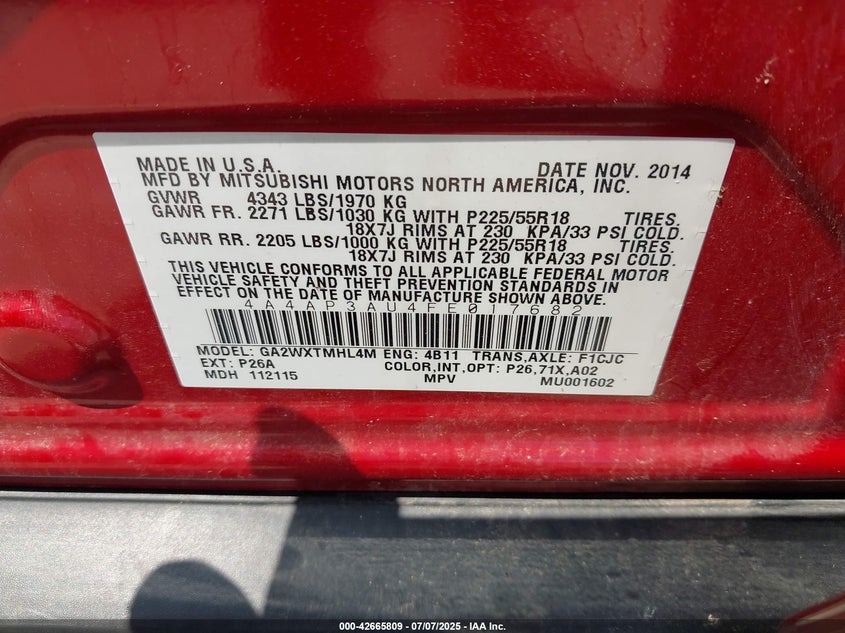 MADE IN U.S.A. DATE NOV. 2014
MFD BY MITSUBISHI MOTORS NORTH AMERICA, INC.
GVWR 4343 LBS/1970 KG
GAWR FR. 2271 LBS/1030 KG WITH P225/55R18 TIRES.
18X7J RIMS AT 230 KPA/33 PSI COLD.
GAWR RR. 2205 LBS/1000 KG WITH P225/55R18 TIRES.
18X7J RIMS AT 230 KPA/33 PSI COLD.
THIS VEHICLE CONFORMS TO ALL APPLICABLE FEDERAL MOTOR
VEHICLE SAFETY AND THEFT PREVENTION STANDARDS IN
EFFECT ON THE DATE OF MANUFACTURE SHOWN ABOVE.
4A4AP3AU4FE017682
MODEL: GA2WXTMHL4M ENG: 4B11 TRANS,AXLE: F1CJC
EXT: P26A COLOR,INT,OPT: P26,71X,A02
MDH 112115 MPV MU001602
000-42665809 - 07/07/2025 - IAA Inc.